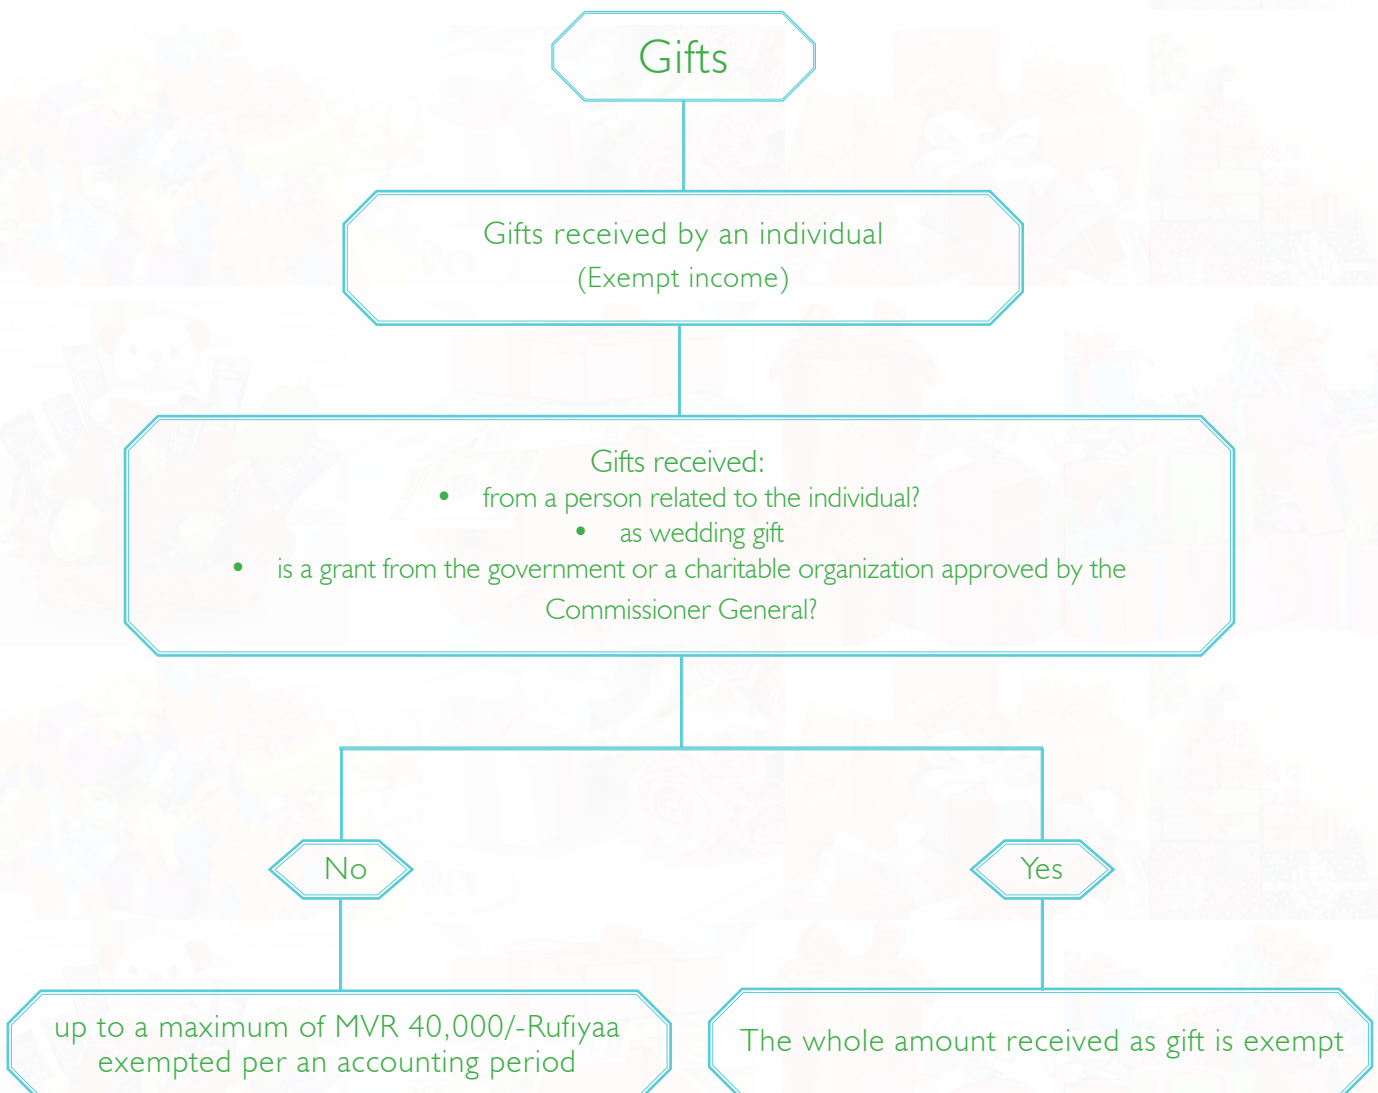 Gifts
Gifts received by an individual
(Exempt income)
Gifts received:
• from a person related to the individual?
• as wedding gift
• is a grant from the government or a charitable organization approved by the
Commissioner General?
No
Yes
up to a maximum of MVR 40,000/-Rufiyaa
exempted per an accounting period
The whole amount received as gift is exempt